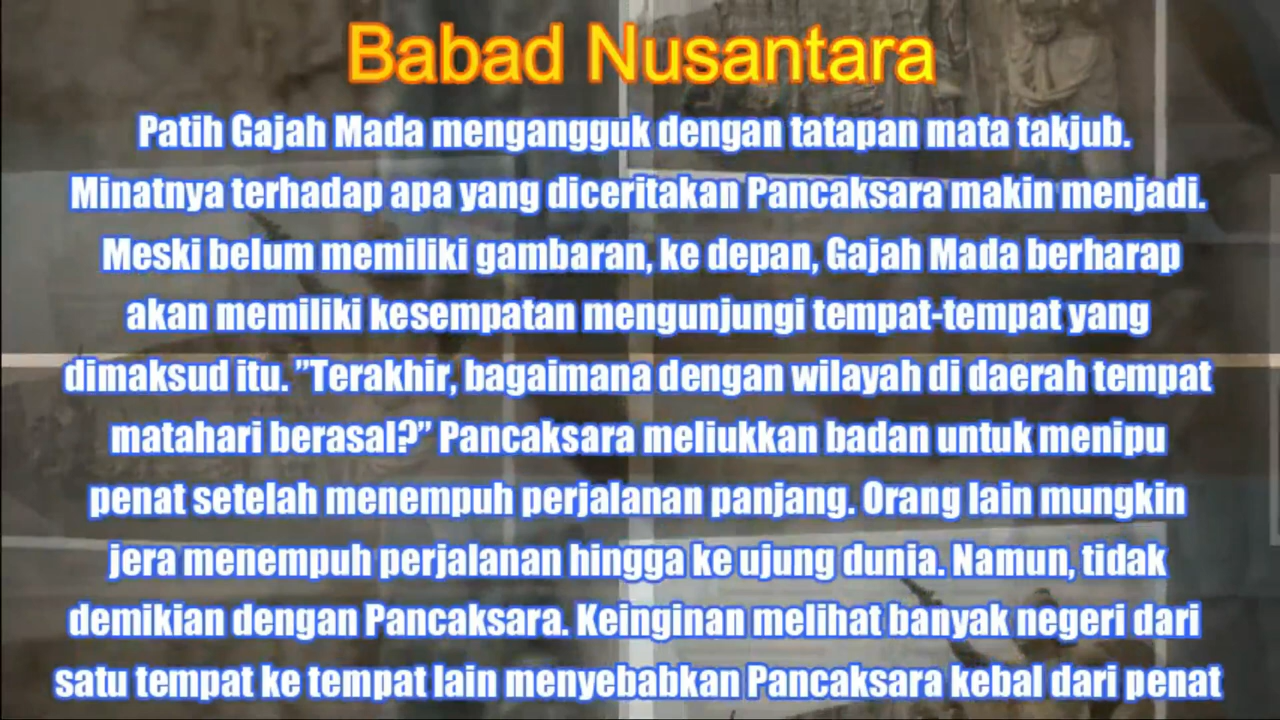 Babad Nusantara
Patih Gajah Mada mengangguk dengan tatapan mata takjub.
Minatnya terhadap apa yang diceritakan Pancaksara makin menjadi.
Meski belum memiliki gambaran, ke depan, Gajah Mada berharap
akan memiliki kesempatan mengunjungi tempat-tempat yang
dimaksud itu. ”Terakhir, bagaimana dengan wilayah di daerah tempat
matahari berasal?” Pancaksara meliukkan badan untuk menipu
penat setelah menempuh perjalanan panjang. Orang lain mungkin
jera menempuh perjalanan hingga ke ujung dunia. Namun, tidak
demikian dengan Pancaksara. Keinginan melihat banyak negeri dari
satu tempat ke tempat lain menyebabkan Pancaksara kebal dari penat